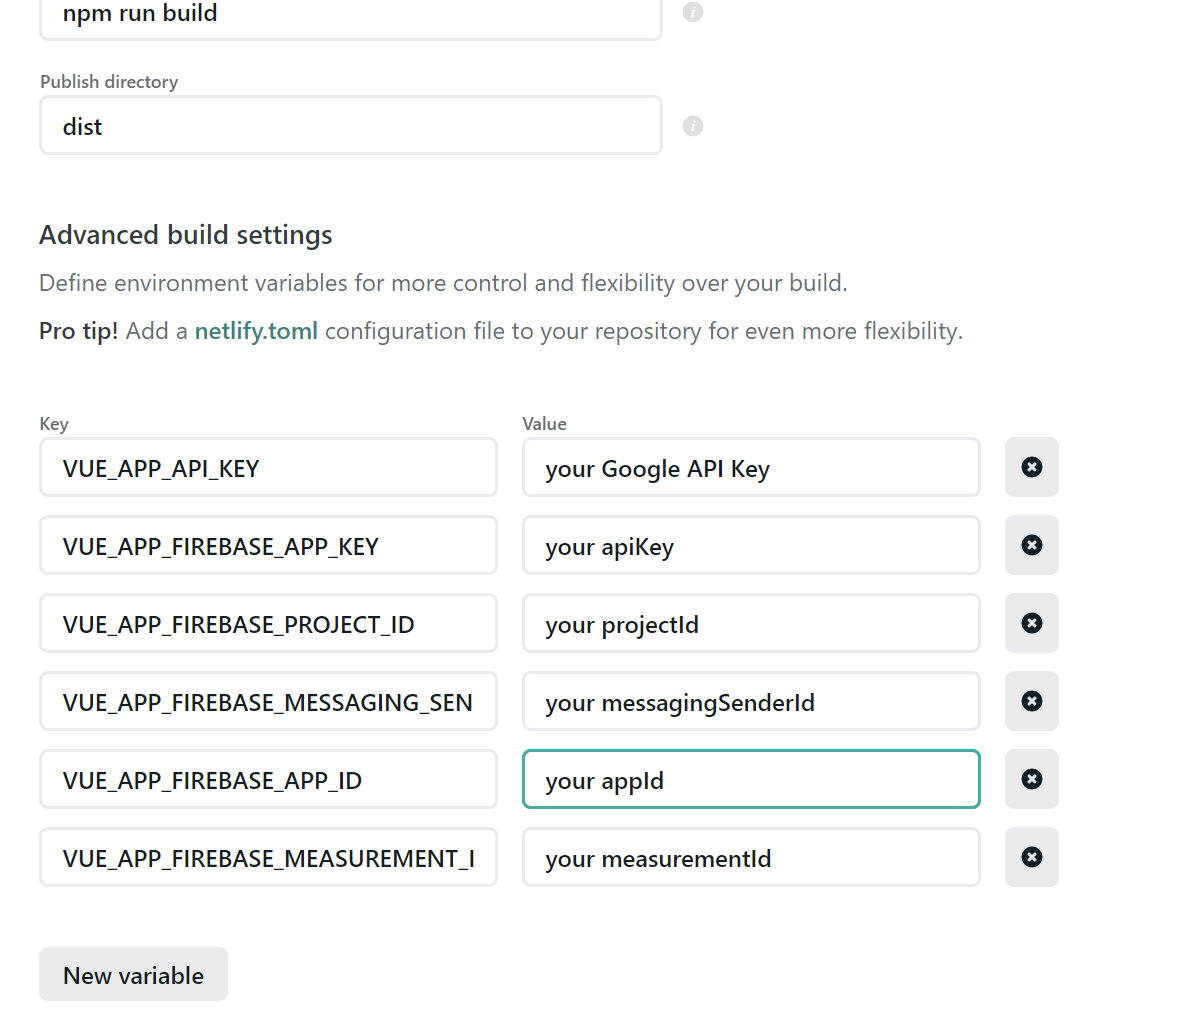 npm run build
Publish directory
dist
Advanced build settings
Define environment variables for more control and flexibility over your build.
Pro tip! Add a netlify.toml configuration file to your repository for even more flexibility.
Key Value
VUE_APP_API_KEY your Google API Key
VUE_APP_FIREBASE_APP_KEY your apiKey
VUE_APP_FIREBASE_PROJECT_ID your projectId
VUE_APP_FIREBASE_MESSAGING_SEN your messagingSenderId
VUE_APP_FIREBASE_APP_ID your appId
VUE_APP_FIREBASE_MEASUREMENT_I your measurementId
New variable